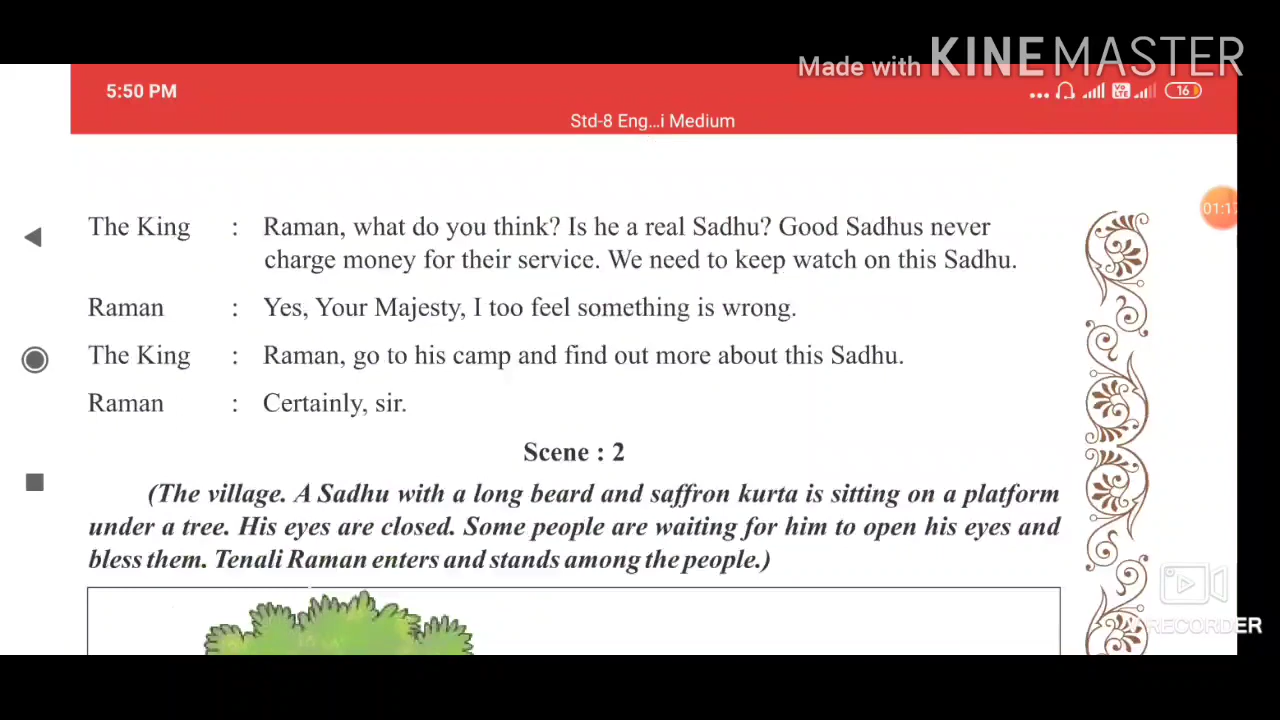 Made with KINEMASTER
5:50 PM
16
Std-8 Eng...i Medium
01:1
The King : Raman, what do you think? Is he a real Sadhu? Good Sadhus never
charge money for their service. We need to keep watch on this Sadhu.
Raman : Yes, Your Majesty, I too feel something is wrong.
The King : Raman, go to his camp and find out more about this Sadhu.
Raman : Certainly, sir.
Scene : 2
(The village. A Sadhu with a long beard and saffron kurta is sitting on a platform
under a tree. His eyes are closed. Some people are waiting for him to open his eyes and
bless them. Tenali Raman enters and stands among the people.)
RECORDER